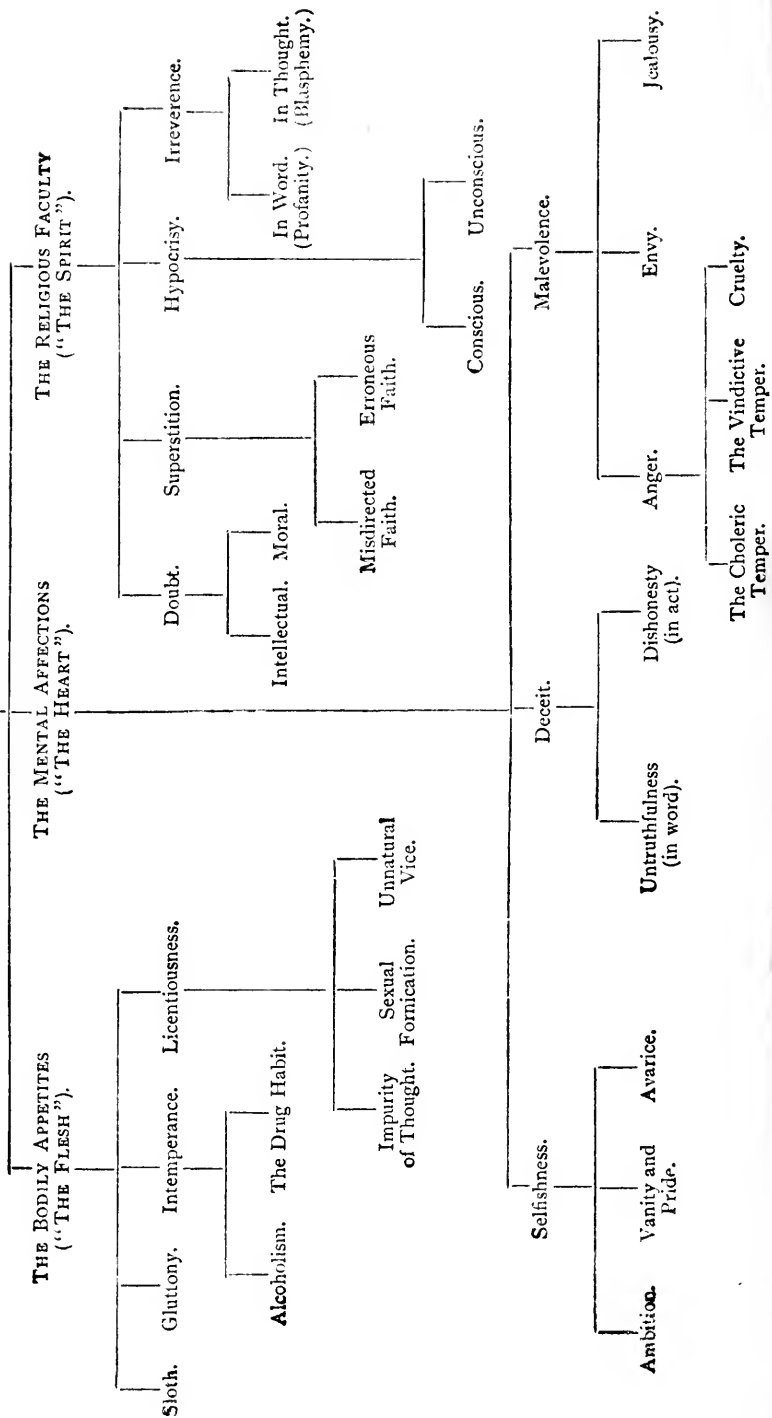 THE BODILY APPETITES
("THE FLESH").
THE MENTAL AFFECTIONS
("THE HEART").
THE RELIGIOUS FACULTY
("THE SPIRIT").
Sloth. Gluttony. Intemperance. Licentiousness.
Alcoholism. The Drug Habit.
Impurity
of Thought.
Sexual
Fornication.
Unnatural
Vice.
Doubt. Superstition. Hypocrisy. Irreverence.
Intellectual. Moral.
In Word.
(Profanity.)
In Thought.
(Blasphemy.)
Misdirected
Faith.
Erroneous
Faith.
Conscious. Unconscious.
Selfishness. Deceit. Malevolence.
Ambition.
Vanity and
Pride.
Avarice.
Untruthfulness
(in word).
Dishonesty
(in act).
Anger. Envy. Jealousy.
The Choleric
Temper.
The Vindictive
Temper.
Cruelty.